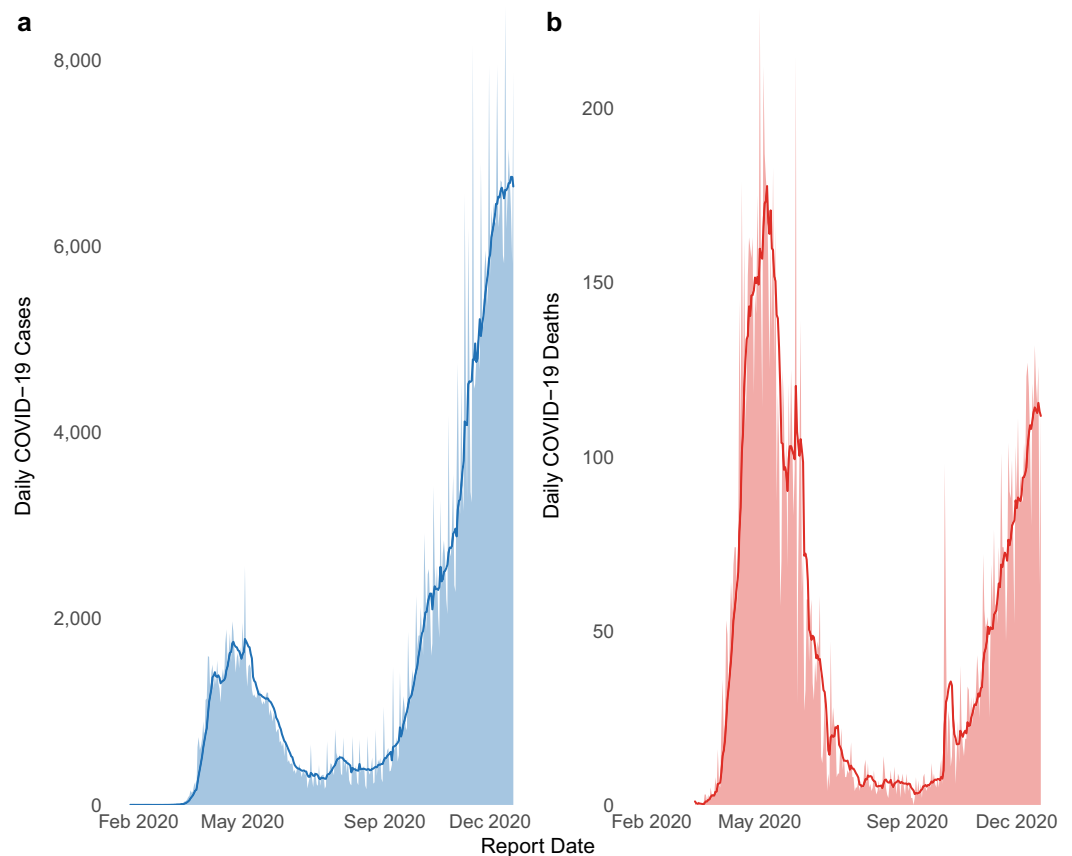 a
Daily COVID−19 Cases
8,000
6,000
4,000
2,000
0
Feb 2020 May 2020 Sep 2020 Dec 2020
b
Daily COVID−19 Deaths
200
150
100
50
0
Feb 2020 May 2020 Sep 2020 Dec 2020
Report Date